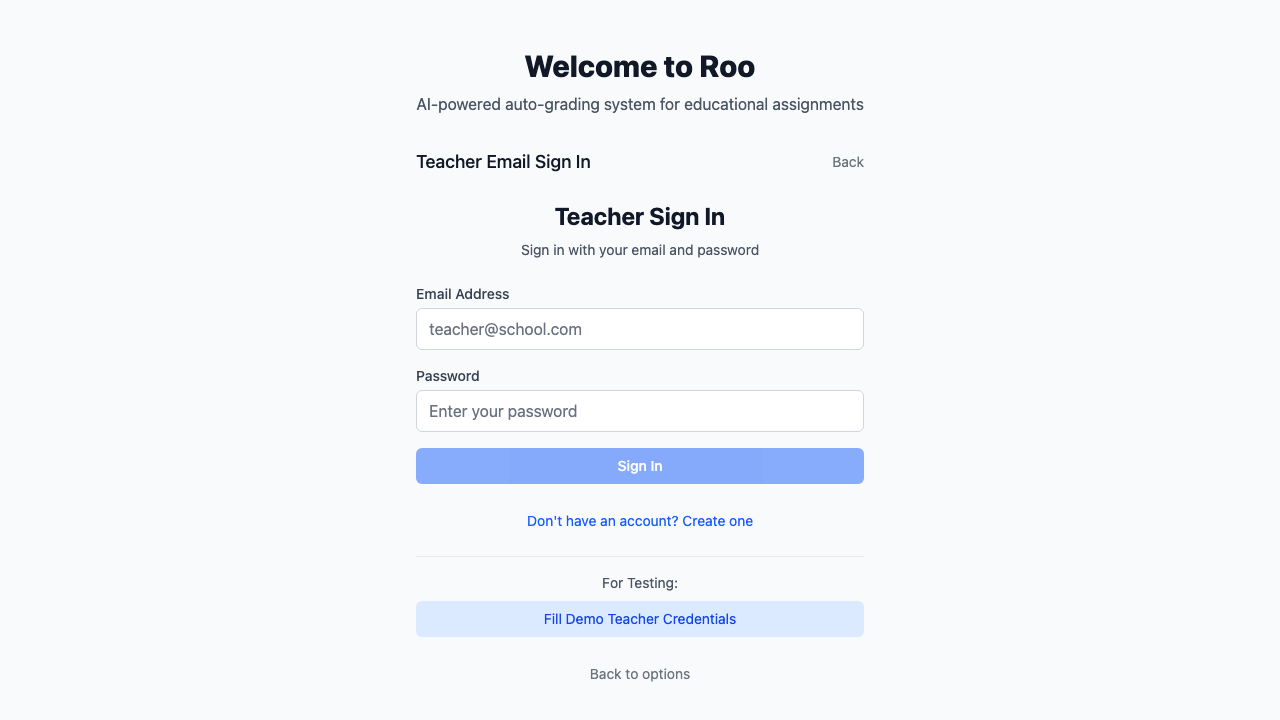 Welcome to Roo
AI-powered auto-grading system for educational assignments
Teacher Email Sign In
Back
Teacher Sign In
Sign in with your email and password
Email Address
teacher@school.com
Password
Enter your password
Sign In
Don't have an account? Create one
For Testing:
Fill Demo Teacher Credentials
Back to options